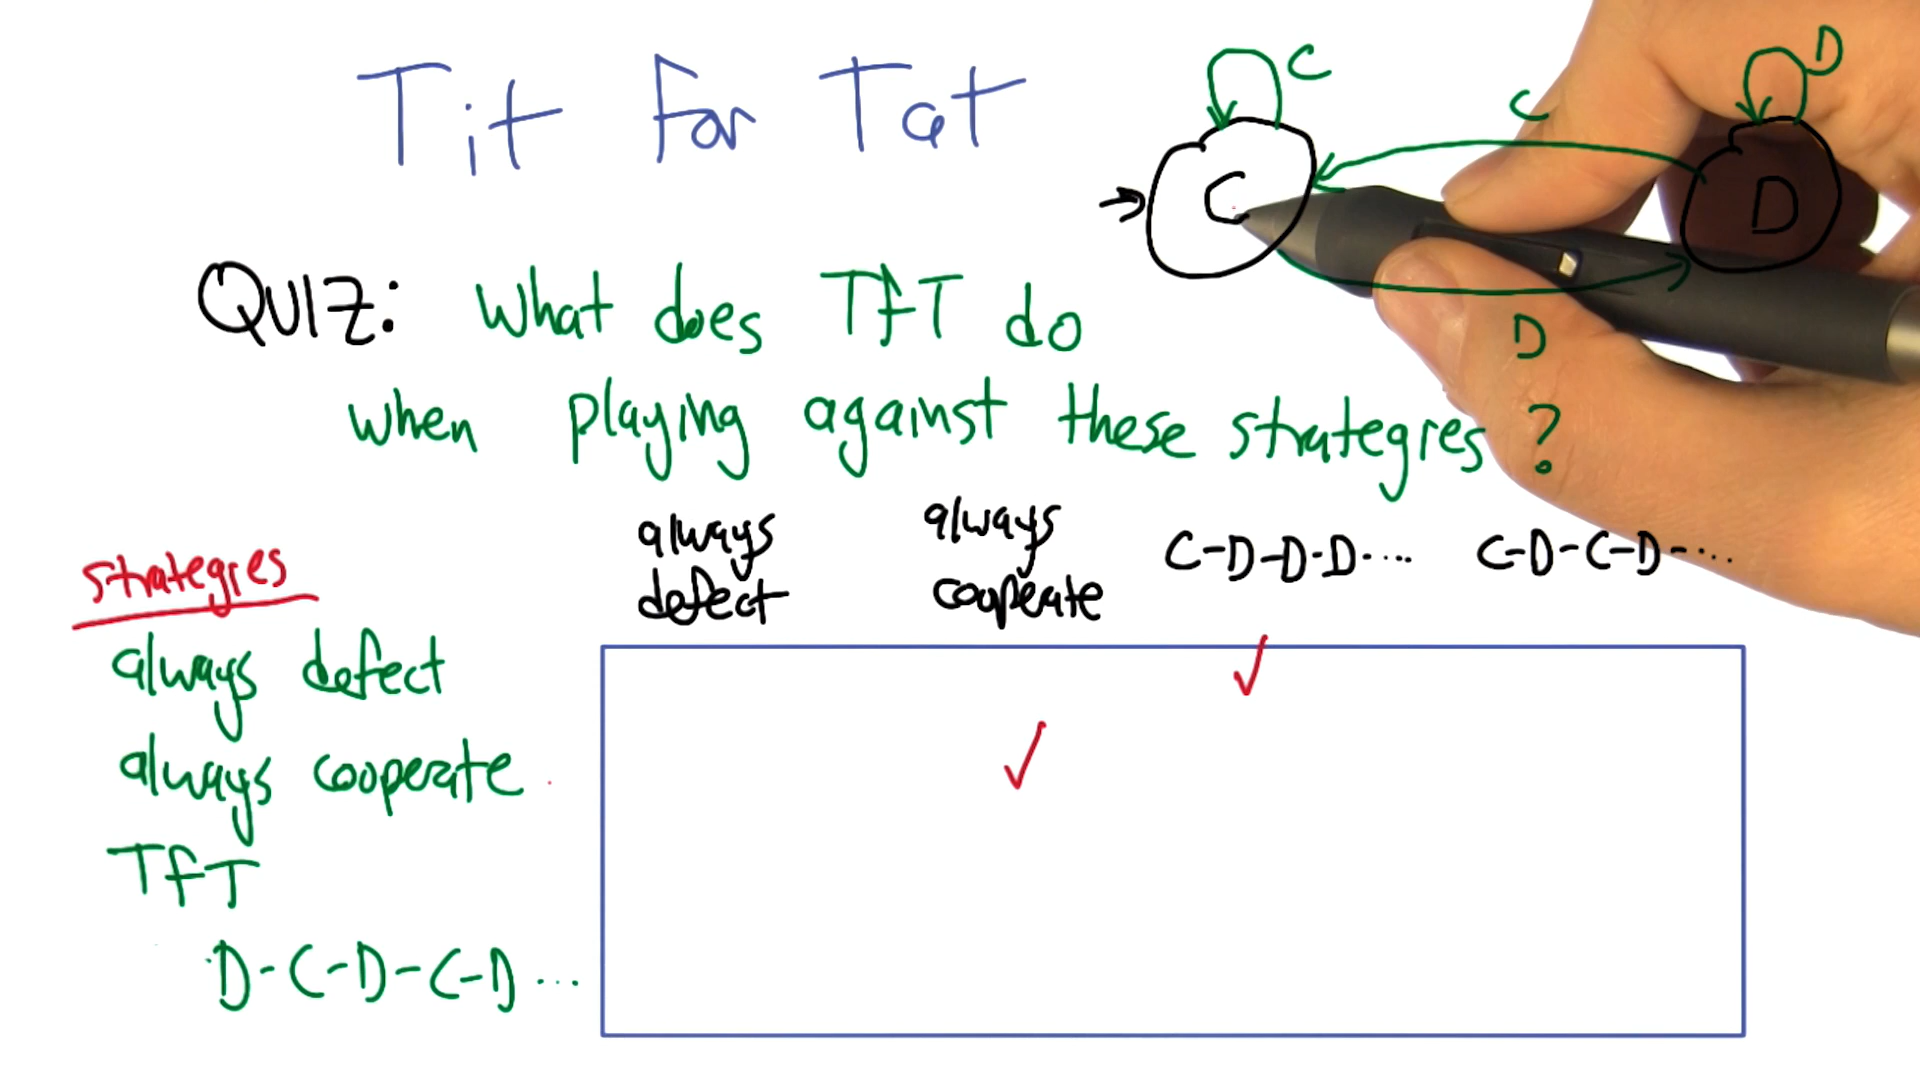 Tit for Tat
C
D
C
C
D
D
QUIZ: What does TfT do
when playing against these strategies?
always defect
always cooperate
C-D-D-D-....
C-D-C-D-....
strategies
always defect
always cooperate
TfT
D-C-D-C-D...